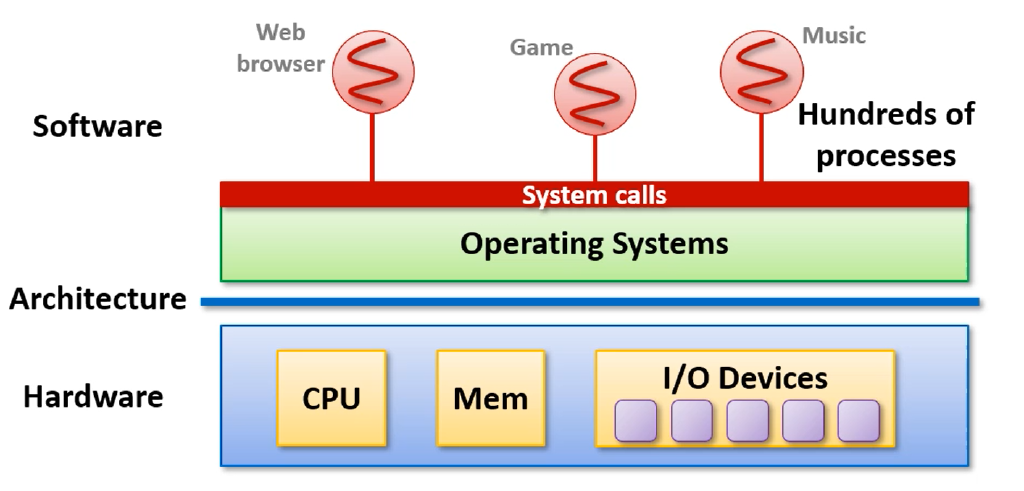 Web
browser
Game
Music
Software
Hundreds of
processes
System calls
Operating Systems
Architecture
Hardware
CPU
Mem
I/O Devices